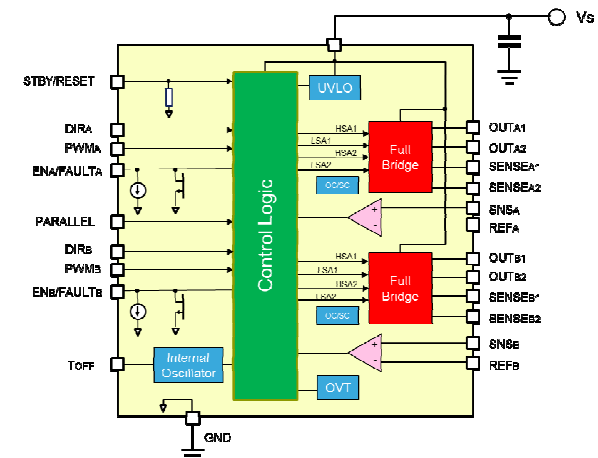 Vs
STBY/RESET
UVLO
DIRA
PWMA
ENA/FAULTA
PARALLEL
DIRB
PWMB
ENB/FAULTB
TOFF
Internal
Oscillator
Control Logic
HSA1
LSA1
HSA2
LSA2
OC/SC
Full
Bridge
OUTA1
OUTA2
SENSEA1
SENSEA2
+
-
SNSA
REFA
HSA1
LSA1
HSA2
LSA2
OC/SC
Full
Bridge
OUTB1
OUTB2
SENSEB1
SENSEB2
+
-
SNSB
REFB
OVT
GND